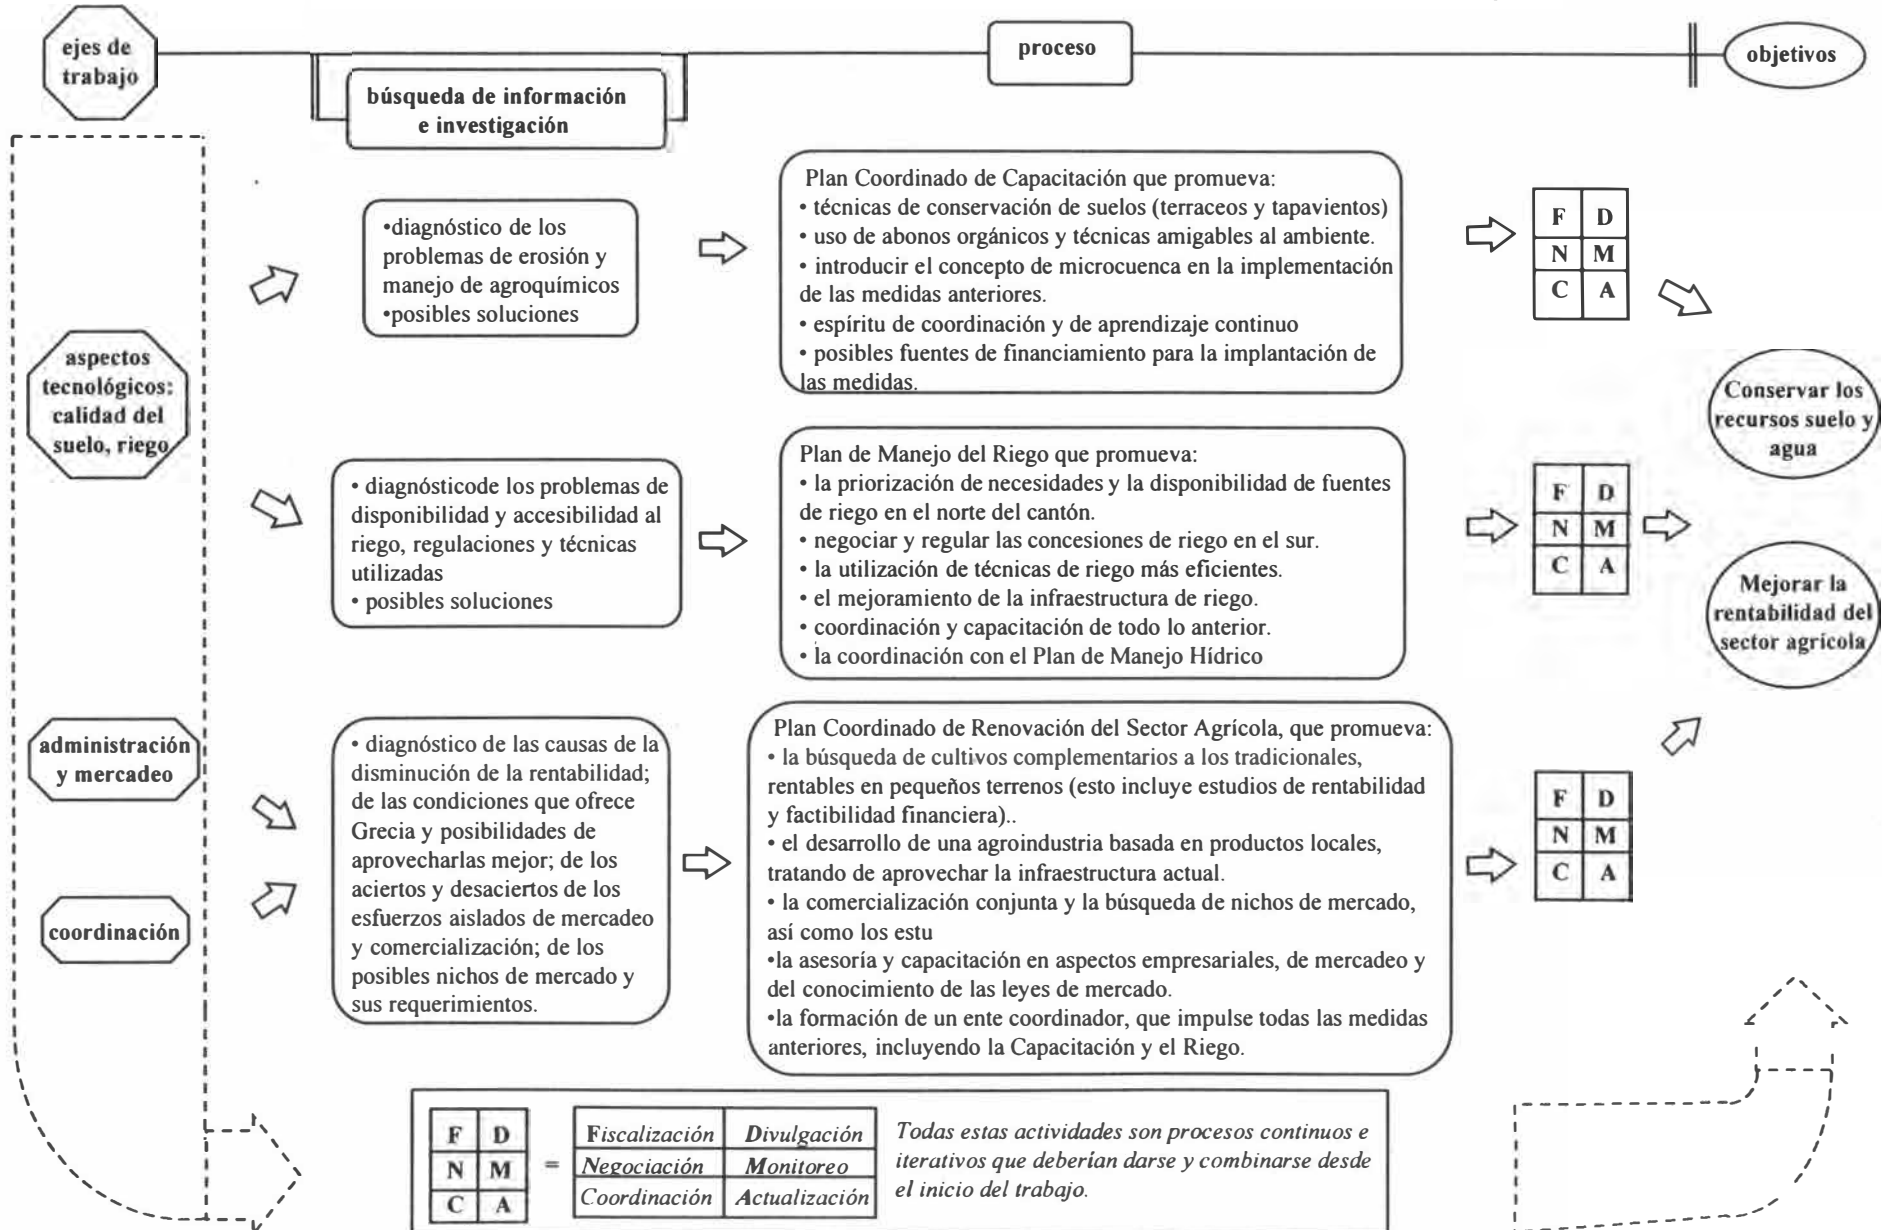 ejes de
trabajo
proceso
objetivos
búsqueda de información
e investigación
aspectos
tecnológicos:
calidad del
suelo, riego
•diagnóstico de los
problemas de erosión y
manejo de agroquímicos
•posibles soluciones
Plan Coordinado de Capacitación que promueva:
• técnicas de conservación de suelos (terraceos y tapavientos)
• uso de abonos orgánicos y técnicas amigables al ambiente.
• introducir el concepto de microcuenca en la implementación
de las medidas anteriores.
• espíritu de coordinación y de aprendizaje continuo
• posibles fuentes de financiamiento para la implantación de
las medidas.
F D
N M
C A
• diagnósticode los problemas de
disponibilidad y accesibilidad al
riego, regulaciones y técnicas
utilizadas
• posibles soluciones
Plan de Manejo del Riego que promueva:
• la priorización de necesidades y la disponibilidad de fuentes
de riego en el norte del cantón.
• negociar y regular las concesiones de riego en el sur.
• la utilización de técnicas de riego más eficientes.
• el mejoramiento de la infraestructura de riego.
• coordinación y capacitación de todo lo anterior.
• la coordinación con el Plan de Manejo Hídrico
F D
N M
C A
Conservar los
recursos suelo y
agua
Mejorar la
rentabilidad del
sector agrícola
administración
y mercadeo
coordinación
• diagnóstico de las causas de la
disminución de la rentabilidad;
de las condiciones que ofrece
Grecia y posibilidades de
aprovecharlas mejor; de los
aciertos y desaciertos de los
esfuerzos aislados de mercadeo
y comercialización; de los
posibles nichos de mercado y
sus requerimientos.
Plan Coordinado de Renovación del Sector Agrícola, que promueva:
• la búsqueda de cultivos complementarios a los tradicionales,
rentables en pequeños terrenos (esto incluye estudios de rentabilidad
y factibilidad financiera)..
• el desarrollo de una agroindustria basada en productos locales,
tratando de aprovechar la infraestructura actual.
• la comercialización conjunta y la búsqueda de nichos de mercado,
así como los estu
•la asesoría y capacitación en aspectos empresariales, de mercadeo y
del conocimiento de las leyes de mercado.
•la formación de un ente coordinador, que impulse todas las medidas
anteriores, incluyendo la Capacitación y el Riego.
F D
N M
C A
F D
N M
C A
=
Fiscalización Divulgación
Negociación Monitoreo
Coordinación Actualización
Todas estas actividades son procesos continuos e
iterativos que deberían darse y combinarse desde
el inicio del trabajo.